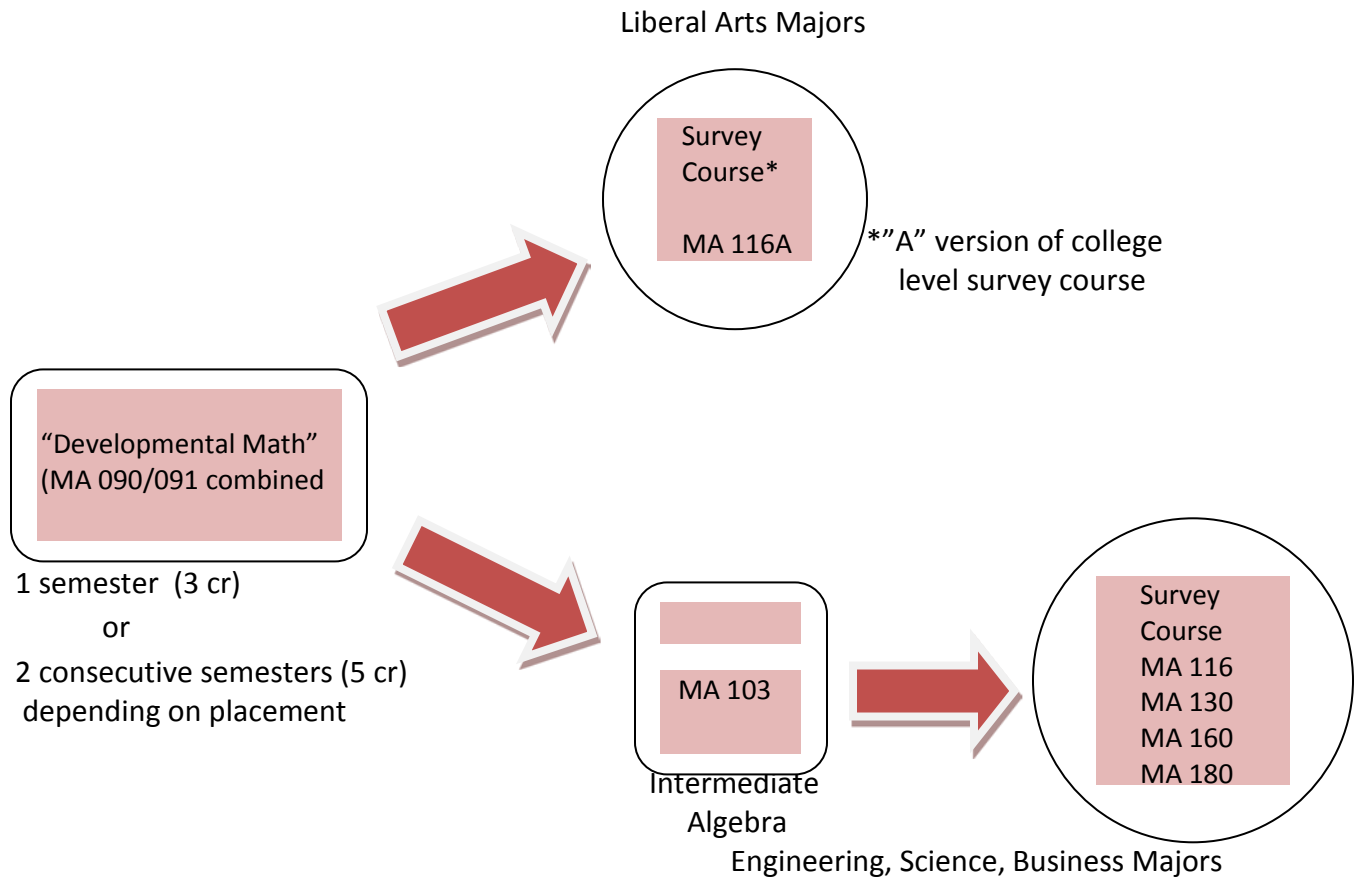 Liberal Arts Majors
Survey
Course*
MA 116A
*”A” version of college
level survey course
“Developmental Math”
(MA 090/091 combined
1 semester  (3 cr)
or
2 consecutive semesters (5 cr)
depending on placement
MA 103
Intermediate
Algebra
Survey
Course
MA 116
MA 130
MA 160
MA 180
Engineering, Science, Business Majors